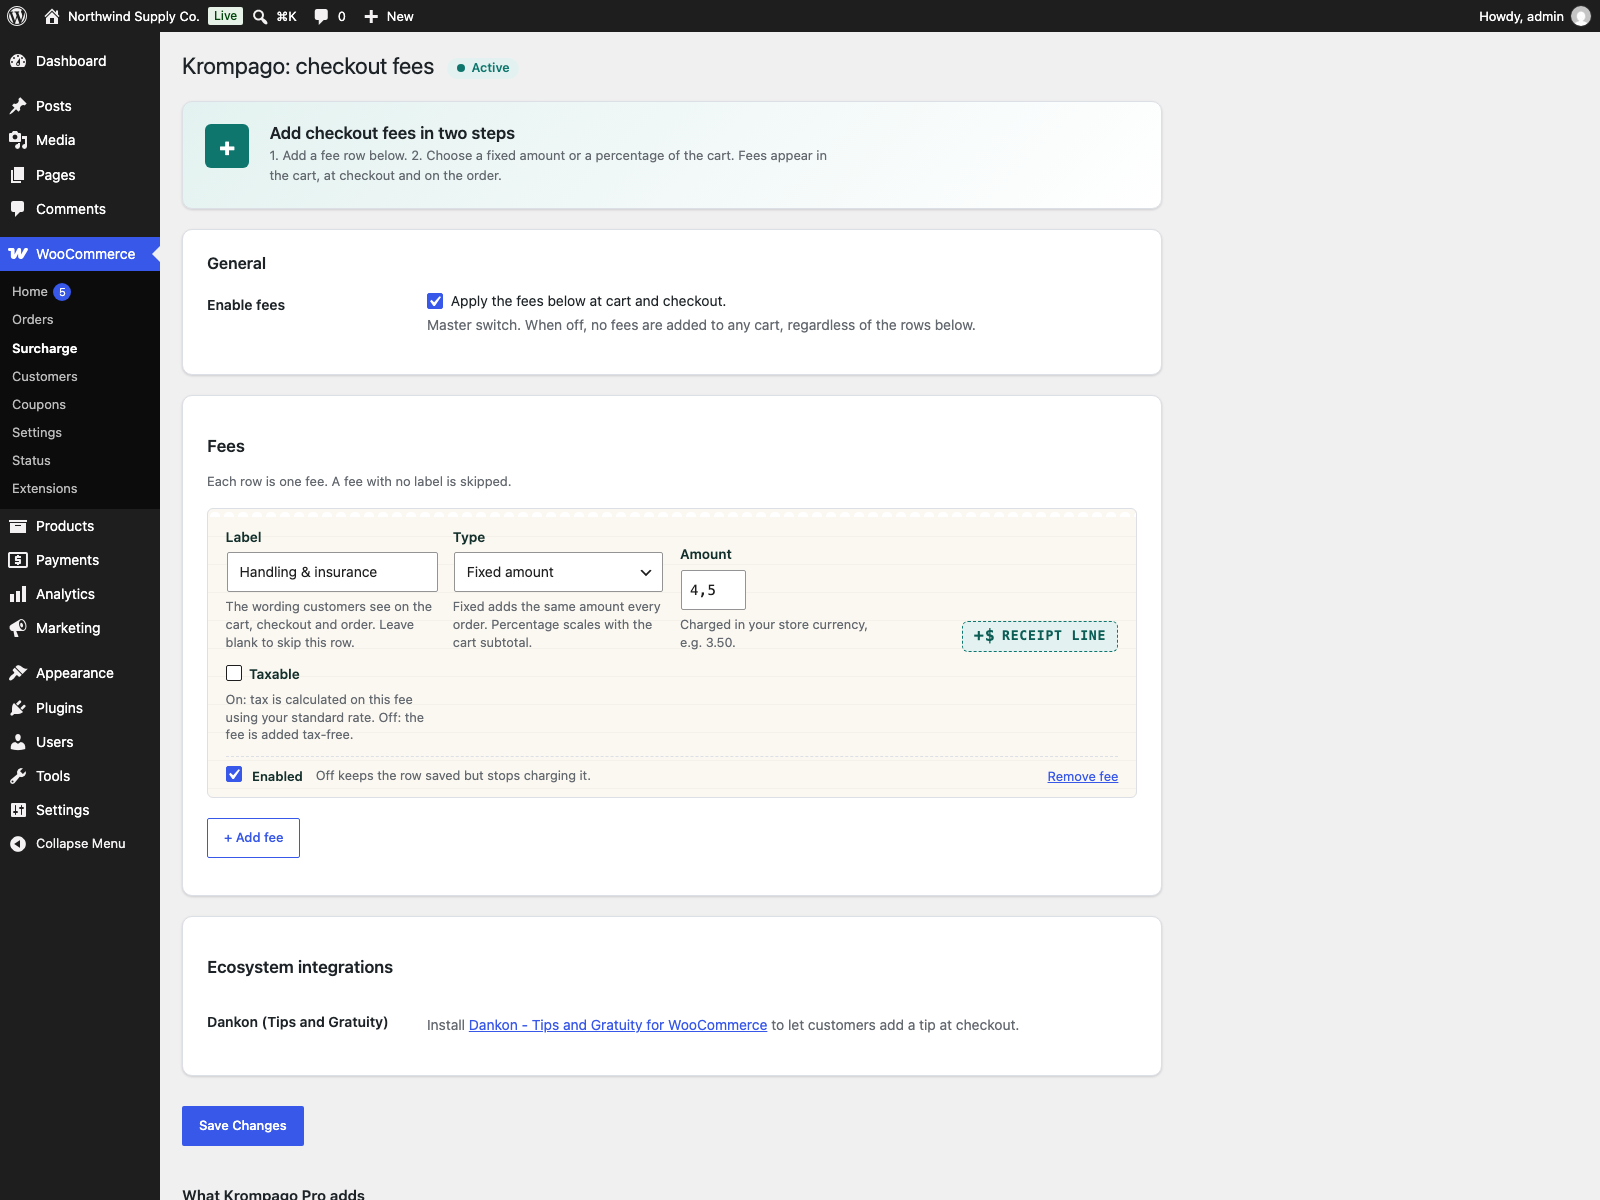 Northwind Supply Co. Live ⌘K 0 New
Howdy, admin
Dashboard
Posts
Media
Pages
Comments
WooCommerce
Home 5
Orders
Surcharge
Customers
Coupons
Settings
Status
Extensions
Products
Payments
Analytics
Marketing
Appearance
Plugins
Users
Tools
Settings
Collapse Menu
Krompago: checkout fees
Active
Add checkout fees in two steps
1. Add a fee row below. 2. Choose a fixed amount or a percentage of the cart. Fees appear in
the cart, at checkout and on the order.
General
Enable fees
Apply the fees below at cart and checkout.
Master switch. When off, no fees are added to any cart, regardless of the rows below.
Fees
Each row is one fee. A fee with no label is skipped.
Label
Handling & insurance
The wording customers see on the
cart, checkout and order. Leave
blank to skip this row.
Type
Fixed amount
Fixed adds the same amount every
order. Percentage scales with the
cart subtotal.
Amount
4,5
Charged in your store currency,
e.g. 3.50.
+$ RECEIPT LINE
Taxable
On: tax is calculated on this fee
using your standard rate. Off: the
fee is added tax-free.
Enabled Off keeps the row saved but stops charging it.
Remove fee
+ Add fee
Ecosystem integrations
Dankon (Tips and Gratuity)
Install Dankon - Tips and Gratuity for WooCommerce to let customers add a tip at checkout.
Save Changes
What Krompago Pro adds